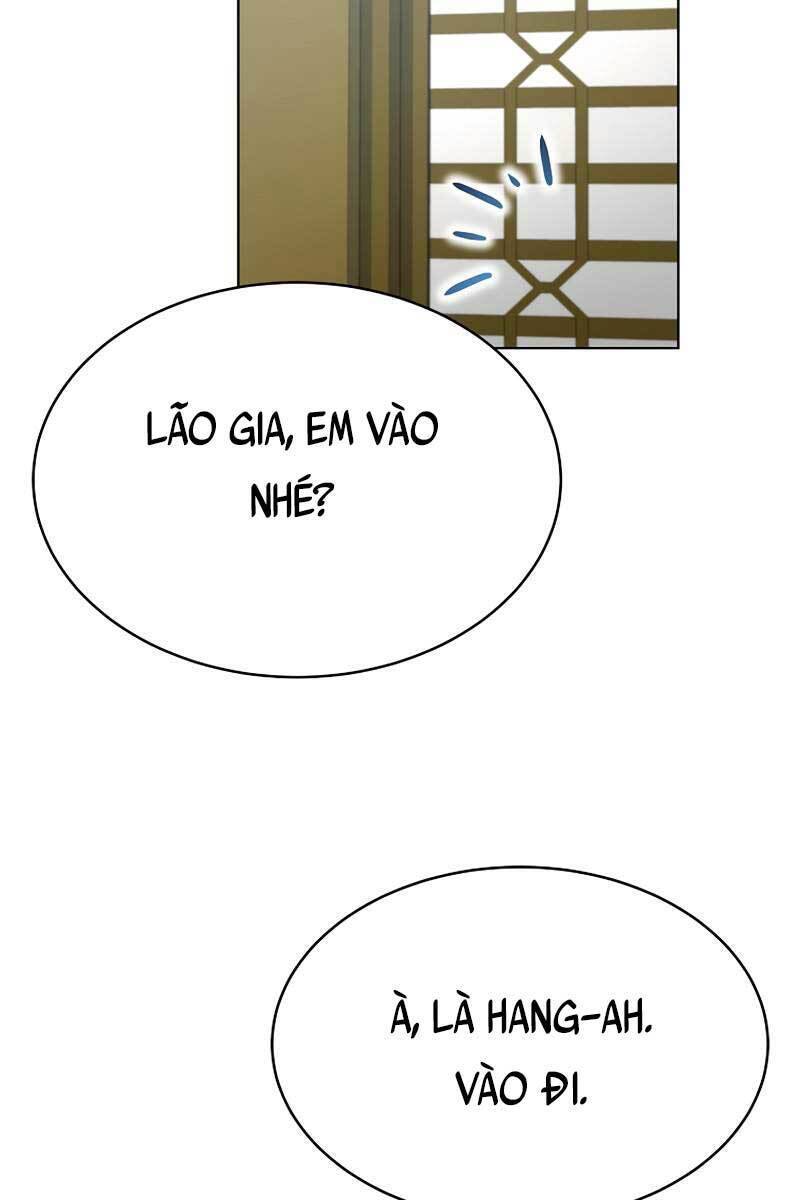 LÃO GIA, EM VÀO
NHÉ?
À, LÀ HANG-AH.
VÀO ĐI.